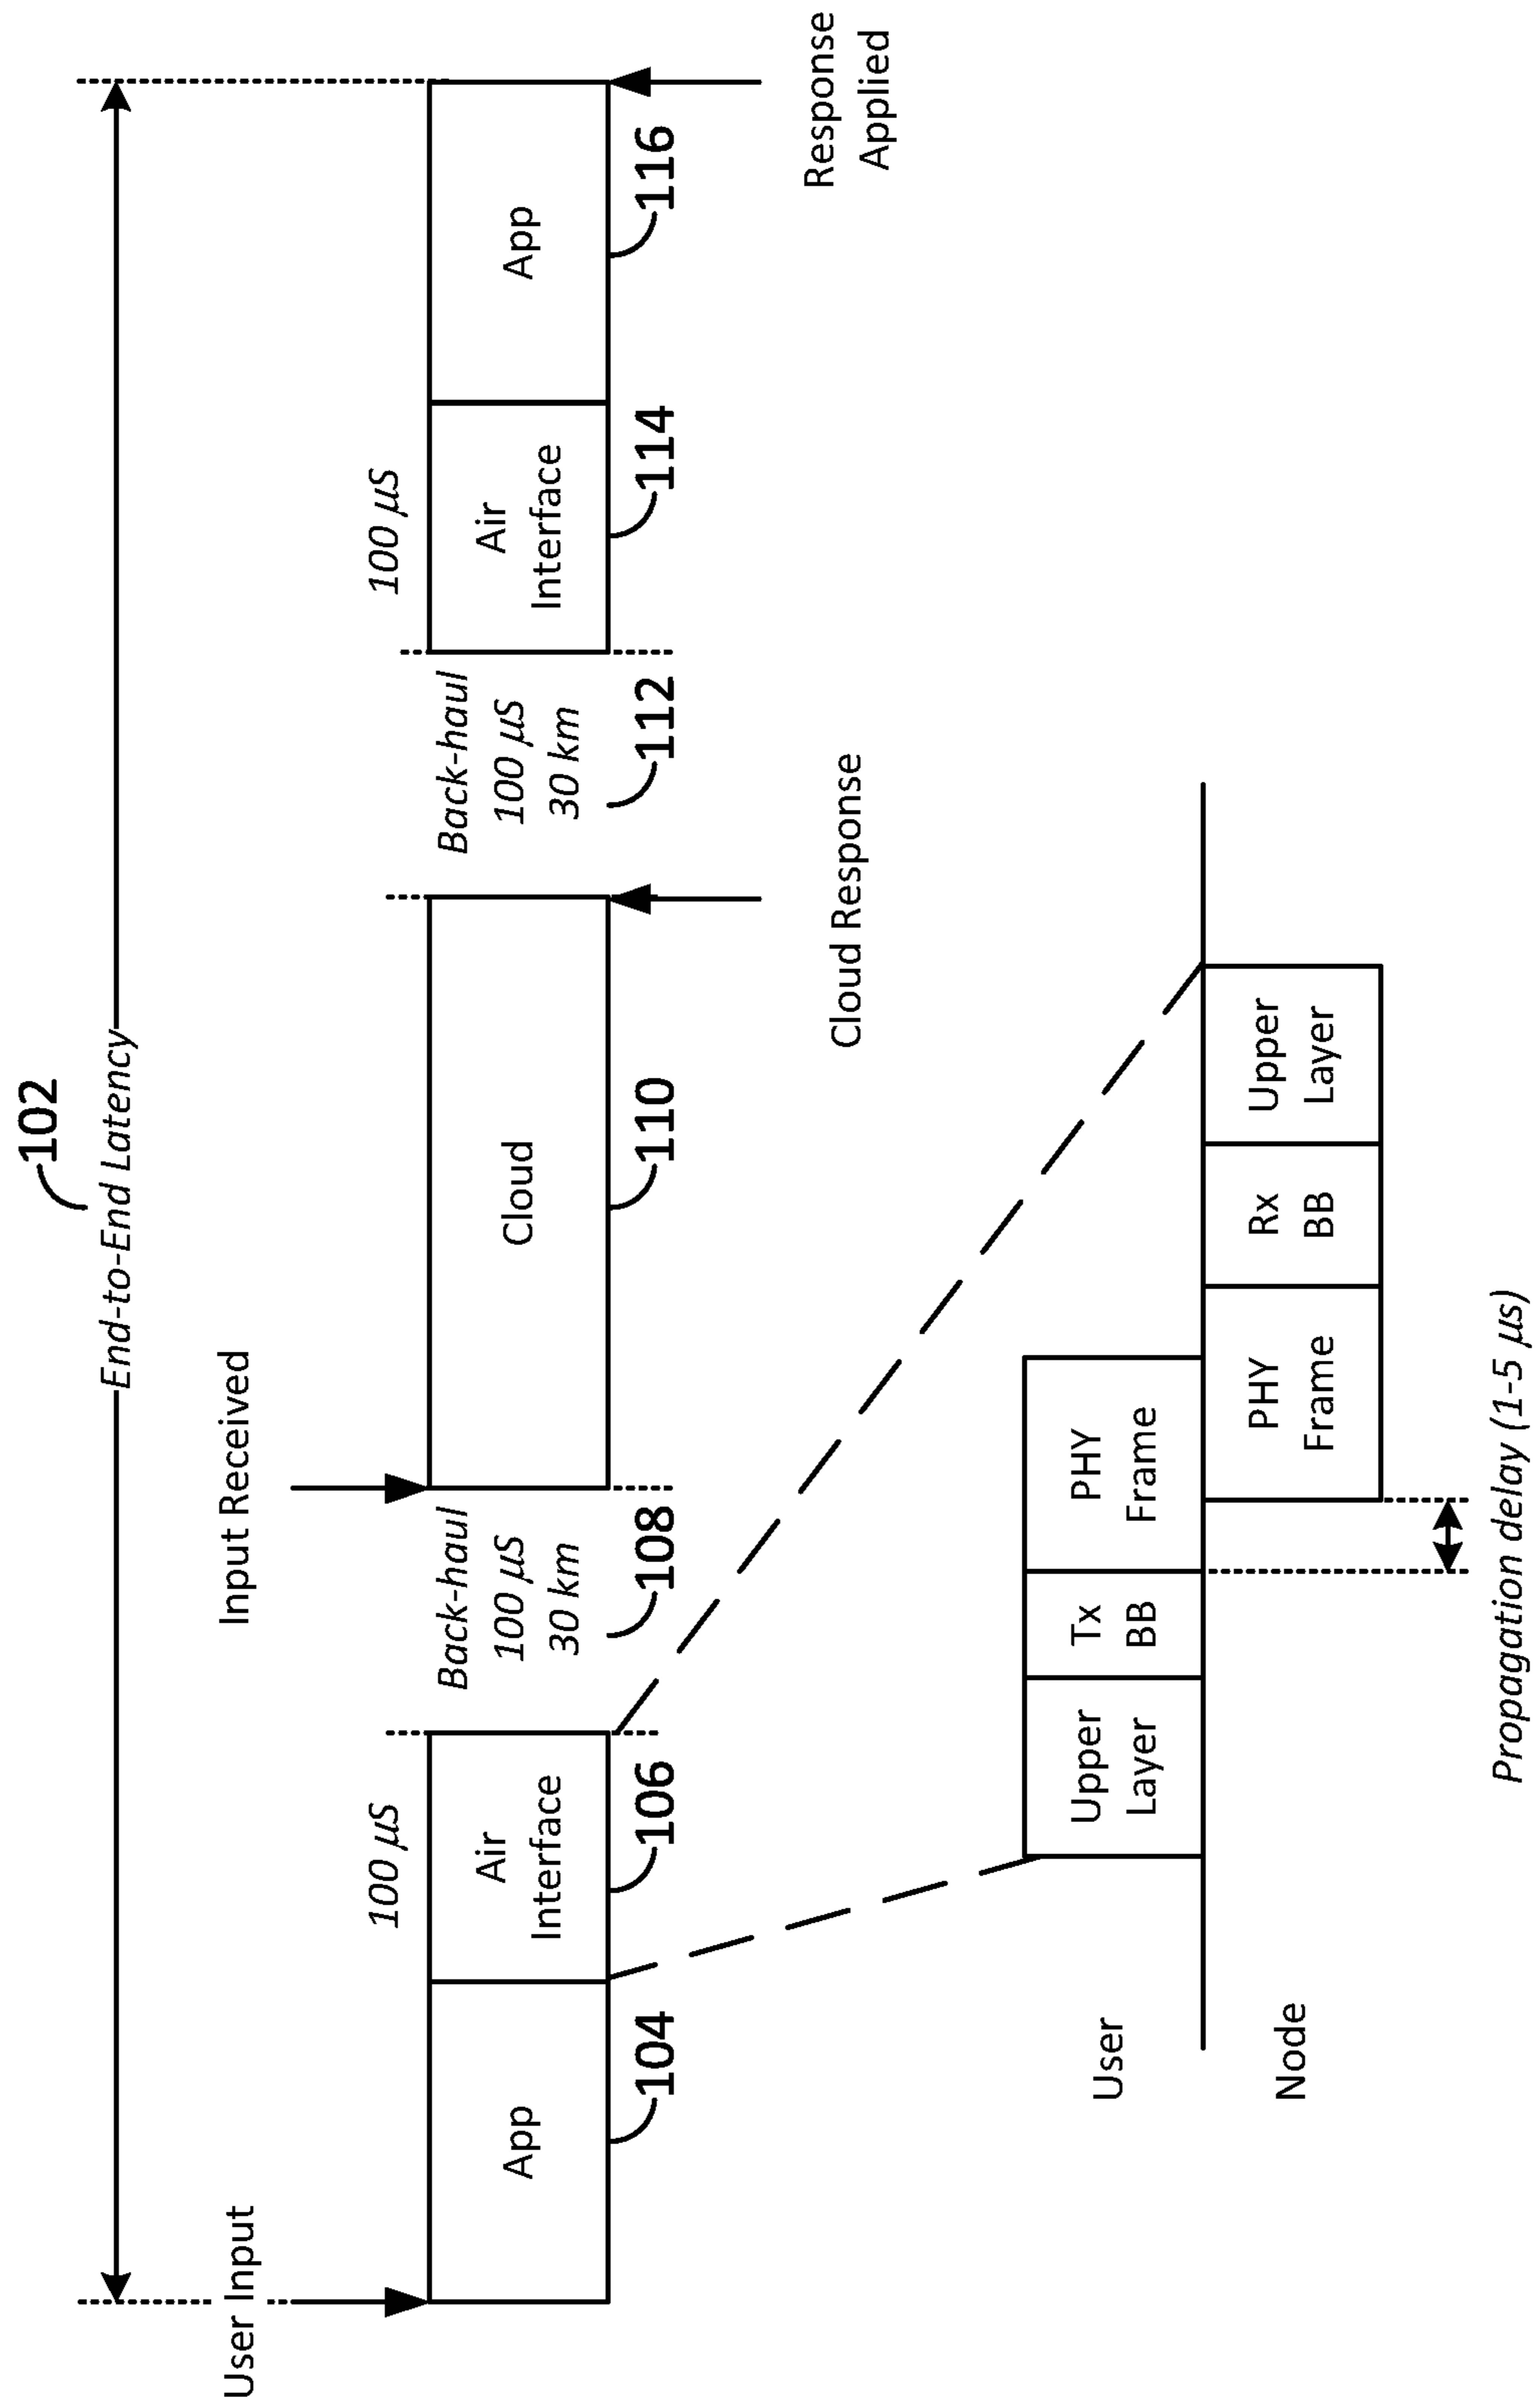 102
End-to-End Latency
User Input
Input Received
100 µS
100 µS
App
Air
Interface
Back-haul
100 µS
30 km
Cloud
Back-haul
100 µS
30 km
Air
Interface
App
104
106
108
110
112
114
116
Cloud Response
Response
Applied
User
Upper
Layer
Tx
BB
PHY
Frame
Node
PHY
Frame
Rx
BB
Upper
Layer
Propagation delay (1-5 µs)